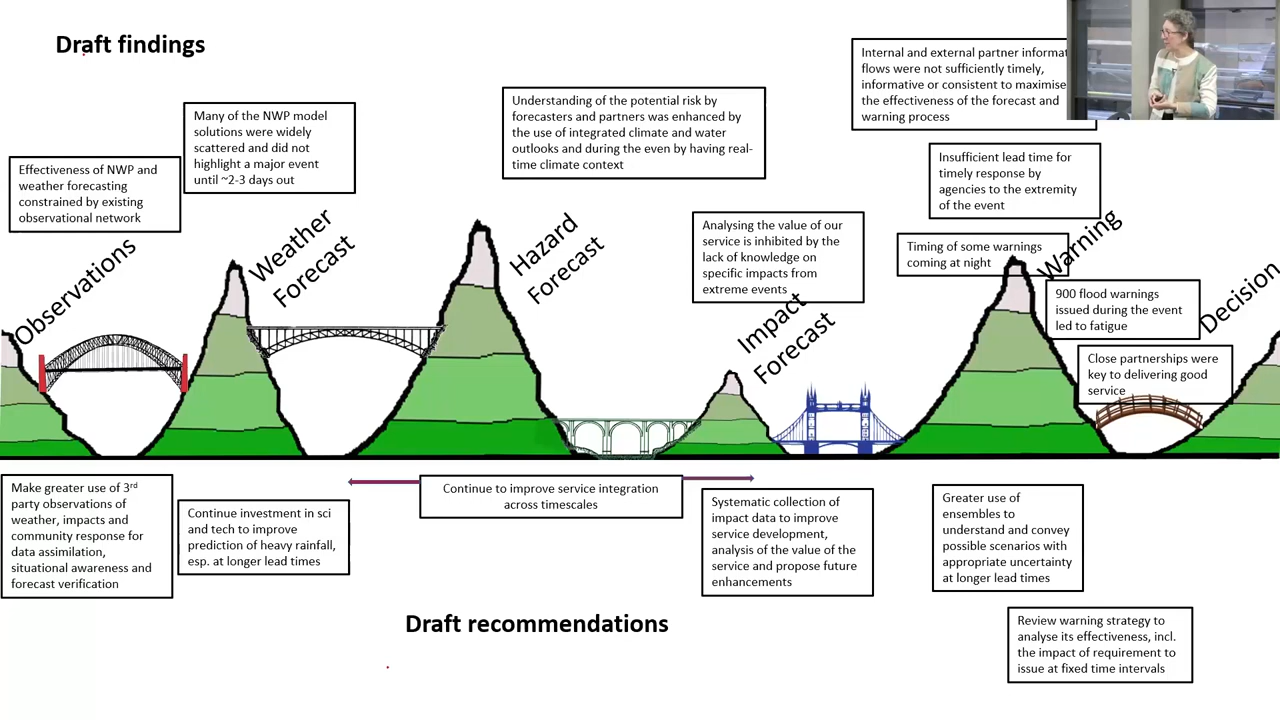 Draft findings
Effectiveness of NWP and
weather forecasting
constrained by existing
observational network
Many of the NWP model
solutions were widely
scattered and did not
highlight a major event
until ~2-3 days out
Understanding of the potential risk by
forecasters and partners was enhanced by
the use of integrated climate and water
outlooks and during the even by having real-
time climate context
Analysing the value of our
service is inhibited by the
lack of knowledge on
specific impacts from
extreme events
Internal and external partner
flows were not sufficiently timely,
informative or consistent to maximise
the effectiveness of the forecast and
warning process
Insufficient lead time for
timely response by
agencies to the extremity
of the event
Timing of some warnings
coming at night
900 flood warnings
issued during the event
led to fatigue
Close partnerships were
key to delivering good
service
Observations
Weather
Forecast
Hazard
Forecast
Impact
Forecast
Warning
Decision
Make greater use of 3rd
party observations of
weather, impacts and
community response for
data assimilation,
situational awareness and
forecast verification
Continue investment in sci
and tech to improve
prediction of heavy rainfall,
esp. at longer lead times
Continue to improve service integration
across timescales
Systematic collection of
impact data to improve
service development,
analysis of the value of the
service and propose future
enhancements
Greater use of
ensembles to
understand and convey
possible scenarios with
appropriate uncertainty
at longer lead times
Review warning strategy to
analyse its effectiveness, incl.
the impact of requirement to
issue at fixed time intervals
Draft recommendations